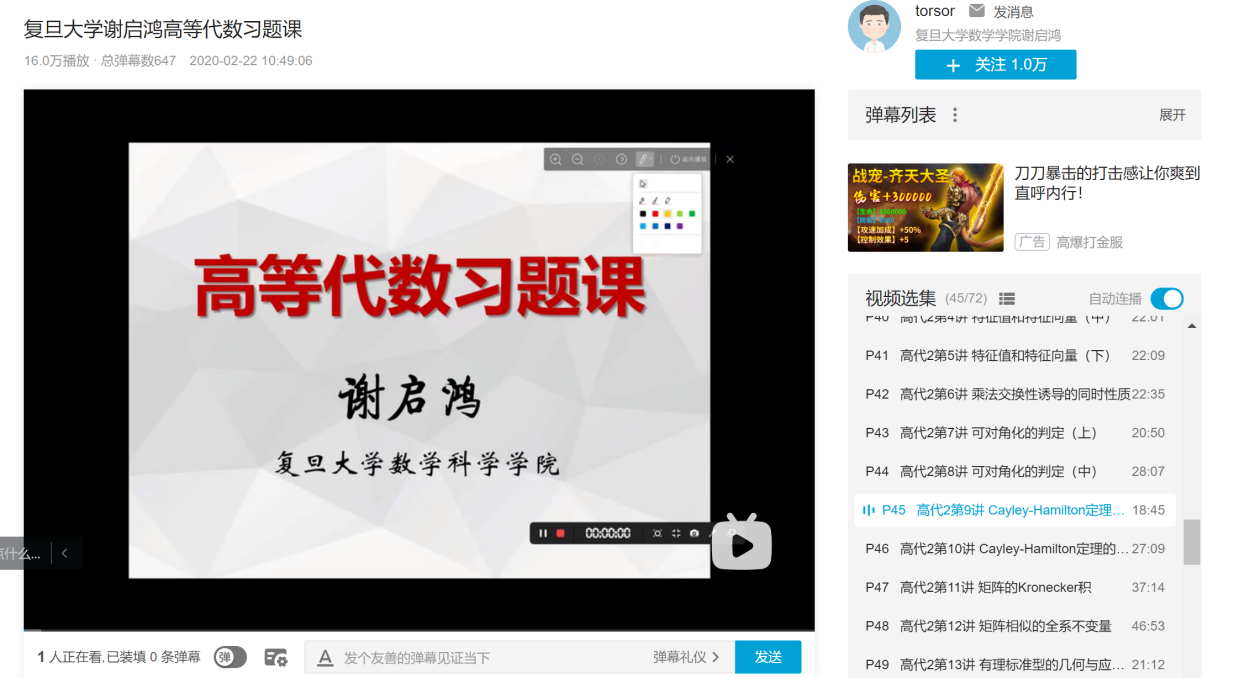 复旦大学谢启鸿高等代数习题课
16.0万播放 · 总弹幕数647 2020-02-22 10:49:06
高等代数习题课
谢启鸿
复旦大学数学科学学院
00:00:00
什么...
1 人正在看,已装填 0 条弹幕
弹
发个友善的弹幕见证当下
弹幕礼仪
发送
torsor 发消息
复旦大学数学学院谢启鸿
+ 关注 1.0万
弹幕列表
展开
战宠-齐天大圣
伤害+300000
【攻速加成】+50%
【控制效果】+5
刀刀暴击的打击感让你爽到
直呼内行!
广告 高爆打金服
视频选集 (45/72) 自动连播
P40 高代2第4讲 特征值和特征向量（中） 22:01
P41 高代2第5讲 特征值和特征向量（下） 22:09
P42 高代2第6讲 乘法交换性诱导的同时性质 22:35
P43 高代2第7讲 可对角化的判定（上） 20:50
P44 高代2第8讲 可对角化的判定（中） 28:07
P45 高代2第9讲 Cayley-Hamilton定理... 18:45
P46 高代2第10讲 Cayley-Hamilton定理的... 27:09
P47 高代2第11讲 矩阵的Kronecker积 37:14
P48 高代2第12讲 矩阵相似的全系不变量 46:53
P49 高代2第13讲 有理标准型的几何与应... 21:12